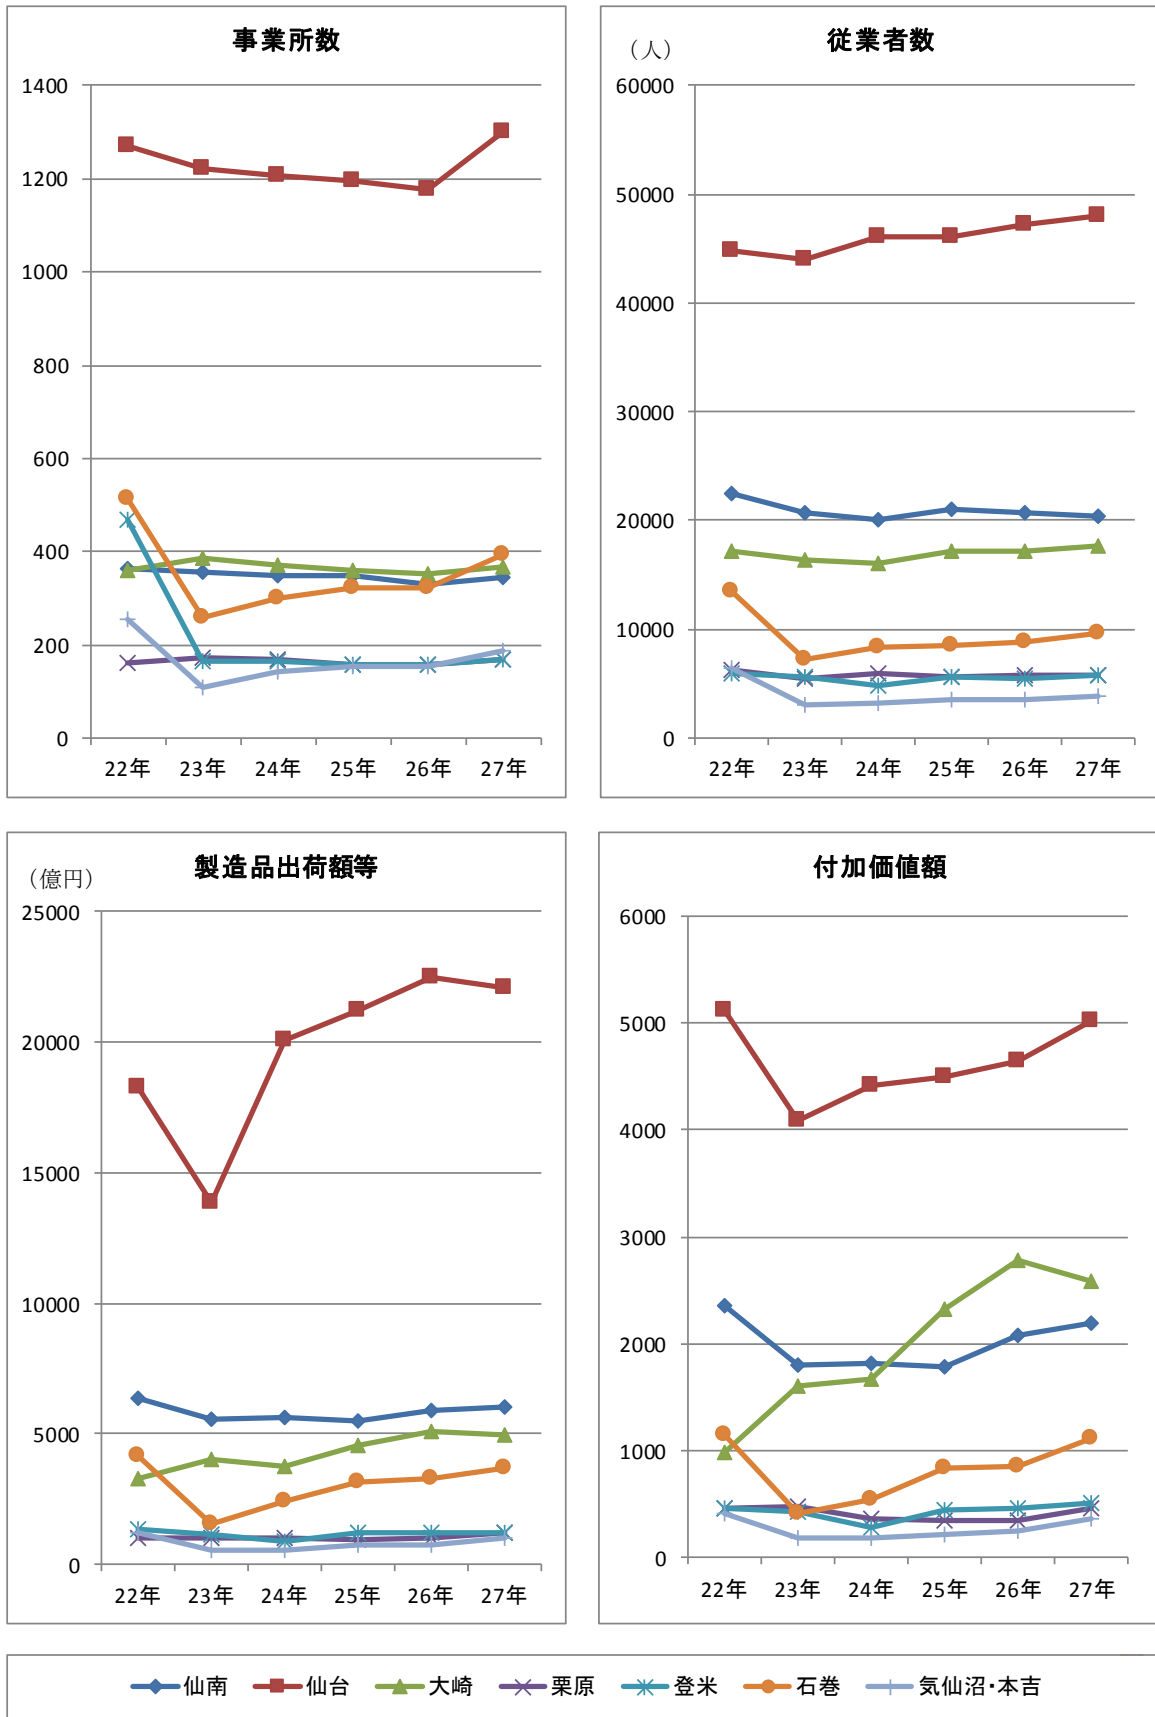 事業所数
1400
1200
1000
800
600
400
200
0
22年 23年 24年 25年 26年 27年
従業者数
（人）
60000
50000
40000
30000
20000
10000
0
22年 23年 24年 25年 26年 27年
製造品出荷額等
（億円）
25000
20000
15000
10000
5000
0
22年 23年 24年 25年 26年 27年
付加価値額
6000
5000
4000
3000
2000
1000
0
22年 23年 24年 25年 26年 27年
仙南 仙台 大崎 栗原 登米 石巻 気仙沼・本吉